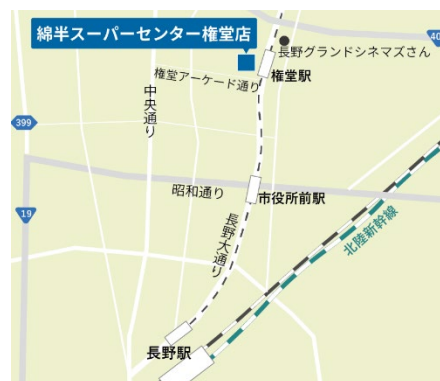 綿半スーパーセンター権堂店
40
長野グランドシネマズさん
権堂アーケード通り
権堂駅
中央通り
399
昭和通り
市役所前駅
19
長野大通り
北陸新幹線
長野駅